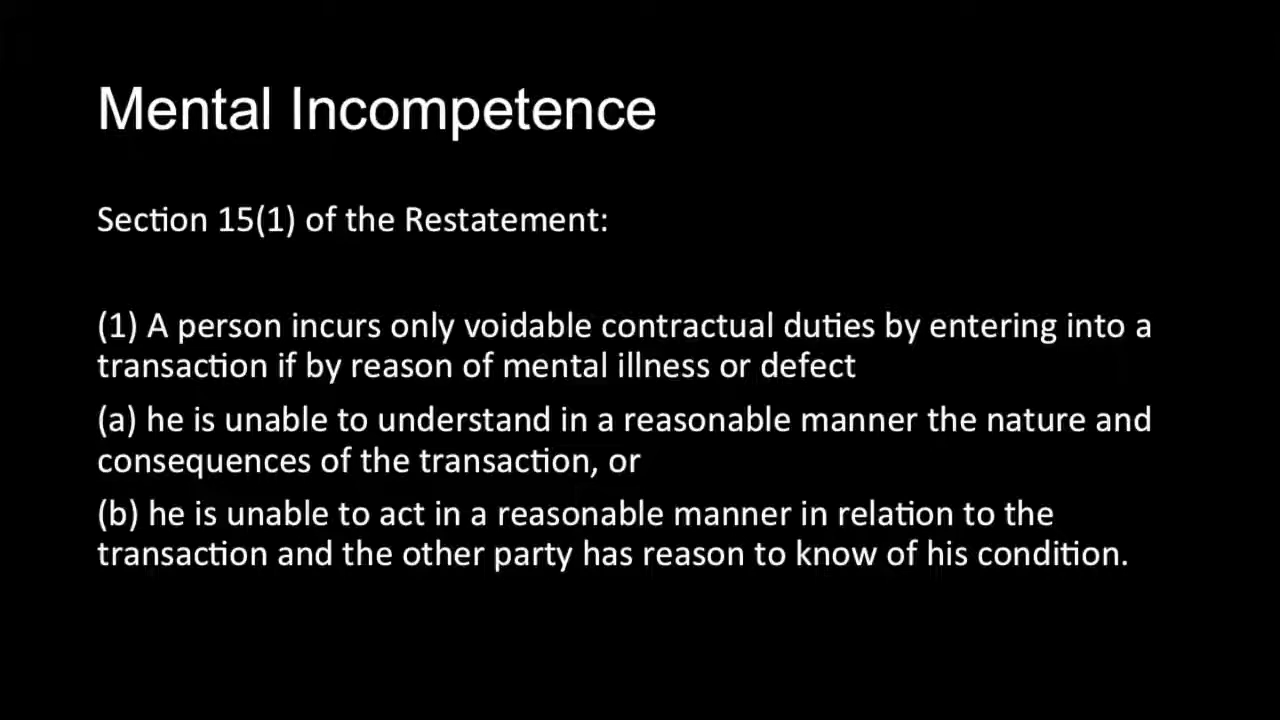 Mental Incompetence
Section 15(1) of the Restatement:
(1) A person incurs only voidable contractual duties by entering into a
transaction if by reason of mental illness or defect
(a) he is unable to understand in a reasonable manner the nature and
consequences of the transaction, or
(b) he is unable to act in a reasonable manner in relation to the
transaction and the other party has reason to know of his condition.